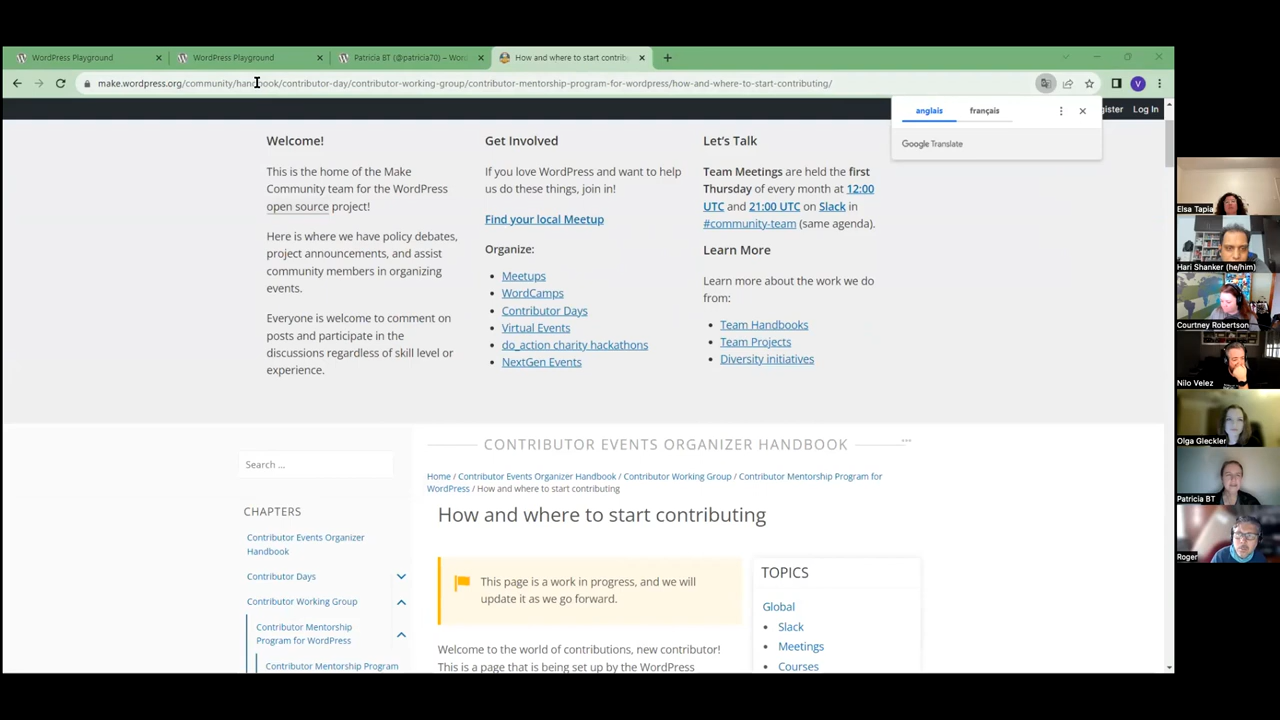 WordPress Playground
WordPress Playground
Patricia BT (@patricia70) – Wor
How and where to start contrib
make.wordpress.org/community/handbook/contributor-day/contributor-working-group/contributor-mentorship-program-for-wordpress/how-and-where-to-start-contributing/
V
anglais français
Google Translate
Log In
Welcome!
This is the home of the Make
Community team for the WordPress
open source project!
Here is where we have policy debates,
project announcements, and assist
community members in organizing
events.
Everyone is welcome to comment on
posts and participate in the
discussions regardless of skill level or
experience.
Get Involved
If you love WordPress and want to help
us do these things, join in!
Find your local Meetup
Organize:
Meetups
WordCamps
Contributor Days
Virtual Events
do_action charity hackathons
NextGen Events
Let's Talk
Team Meetings are held the first
Thursday of every month at 12:00
UTC and 21:00 UTC on Slack in
#community-team (same agenda).
Learn More
Learn more about the work we do
from:
Team Handbooks
Team Projects
Diversity initiatives
CONTRIBUTOR EVENTS ORGANIZER HANDBOOK
Search ...
CHAPTERS
Contributor Events Organizer
Handbook
Contributor Days
Contributor Working Group
Contributor Mentorship
Program for WordPress
Contributor Mentorship Program
Home / Contributor Events Organizer Handbook / Contributor Working Group / Contributor Mentorship Program for
WordPress / How and where to start contributing
How and where to start contributing
This page is a work in progress, and we will
update it as we go forward.
Welcome to the world of contributions, new contributor!
This is a page that is being set up by the WordPress
TOPICS
Global
Slack
Meetings
Courses
Elsa Tapia
Hari Shanker (he/him)
Courtney Robertson
Nilo Velez
Olga Gleckler
Patricia BT
Roger